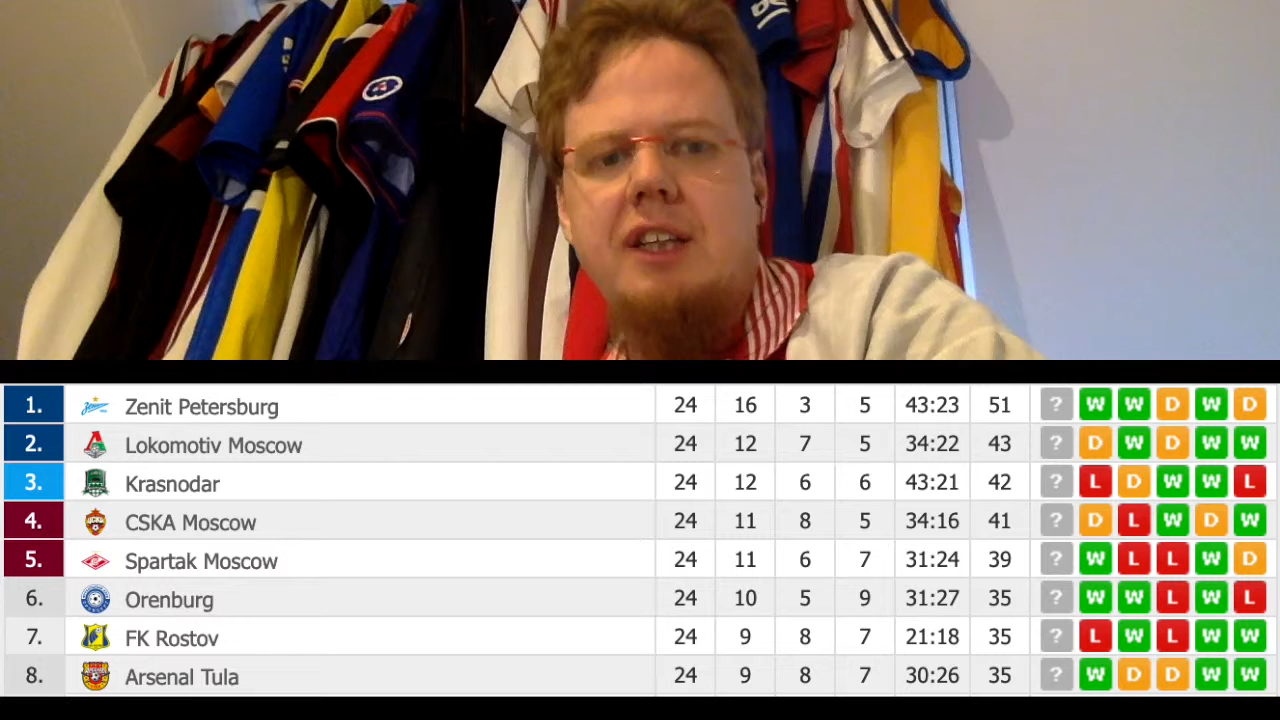 1. Zenit Petersburg 24 16 3 5 43:23 51 ? W W D W D
2. Lokomotiv Moscow 24 12 7 5 34:22 43 ? D W D W W
3. Krasnodar 24 12 6 6 43:21 42 ? L D W W L
4. CSKA Moscow 24 11 8 5 34:16 41 ? D L W D W
5. Spartak Moscow 24 11 6 7 31:24 39 ? W L L W D
6. Orenburg 24 10 5 9 31:27 35 ? W W L W L
7. FK Rostov 24 9 8 7 21:18 35 ? L W L W W
8. Arsenal Tula 24 9 8 7 30:26 35 ? W D D W W